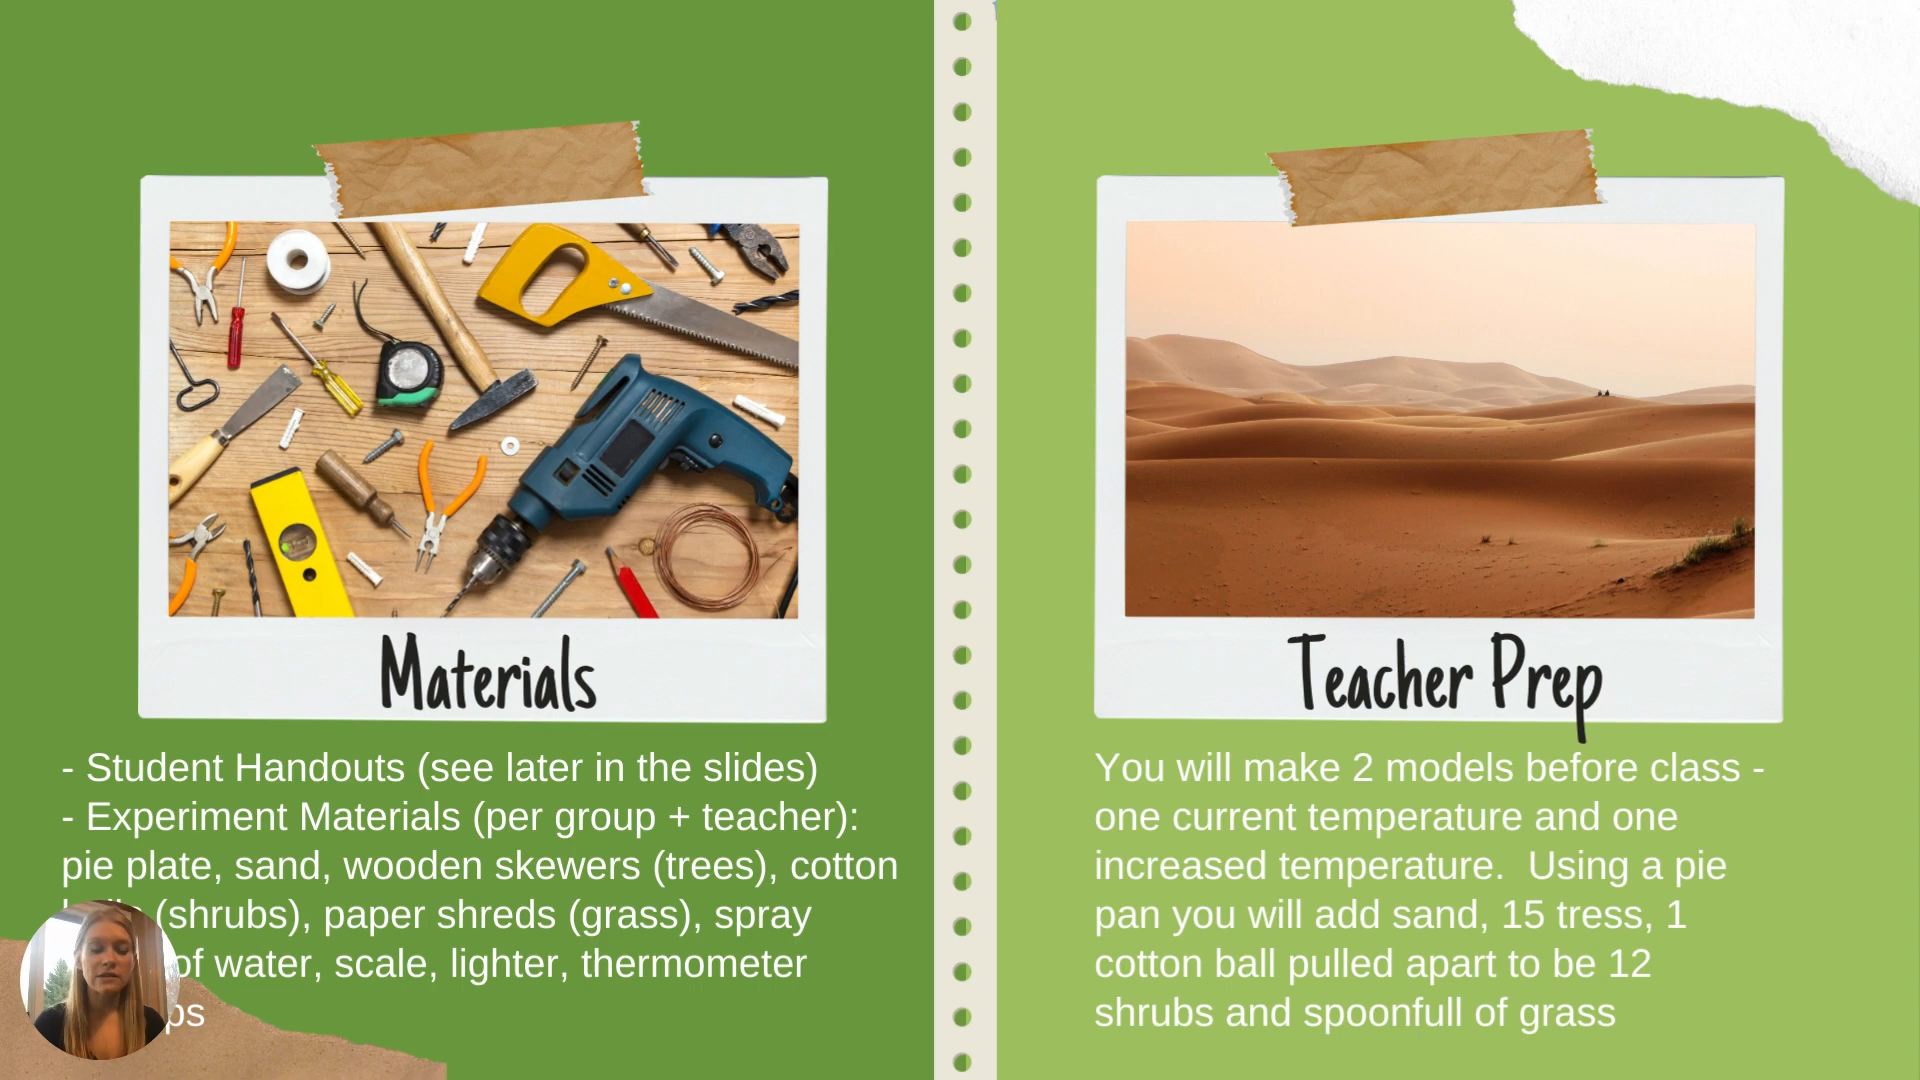 Materials
- Student Handouts (see later in the slides)
- Experiment Materials (per group + teacher):
pie plate, sand, wooden skewers (trees), cotton
(shrubs), paper shreds (grass), spray
of water, scale, lighter, thermometer
Teacher Prep
You will make 2 models before class -
one current temperature and one
increased temperature.  Using a pie
pan you will add sand, 15 tress, 1
cotton ball pulled apart to be 12
shrubs and spoonfull of grass